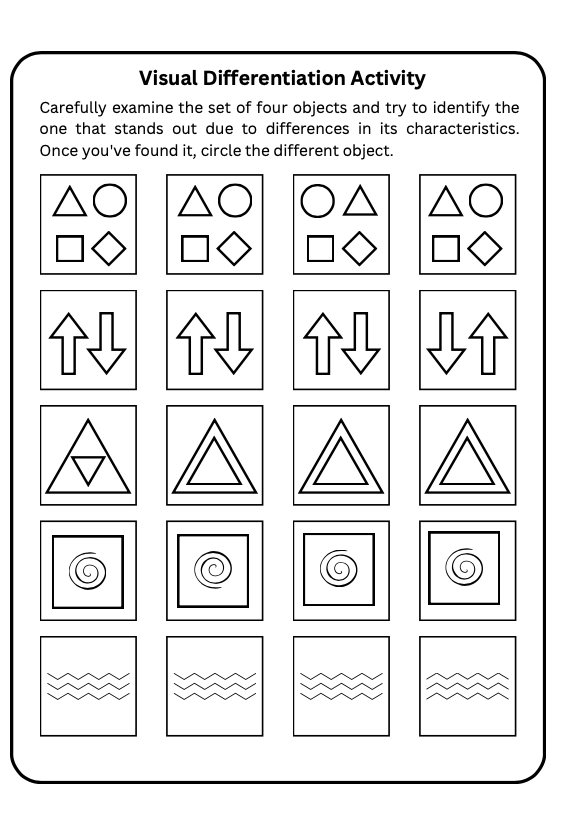 Visual Differentiation Activity
Carefully examine the set of four objects and try to identify the
one that stands out due to differences in its characteristics.
Once you've found it, circle the different object.